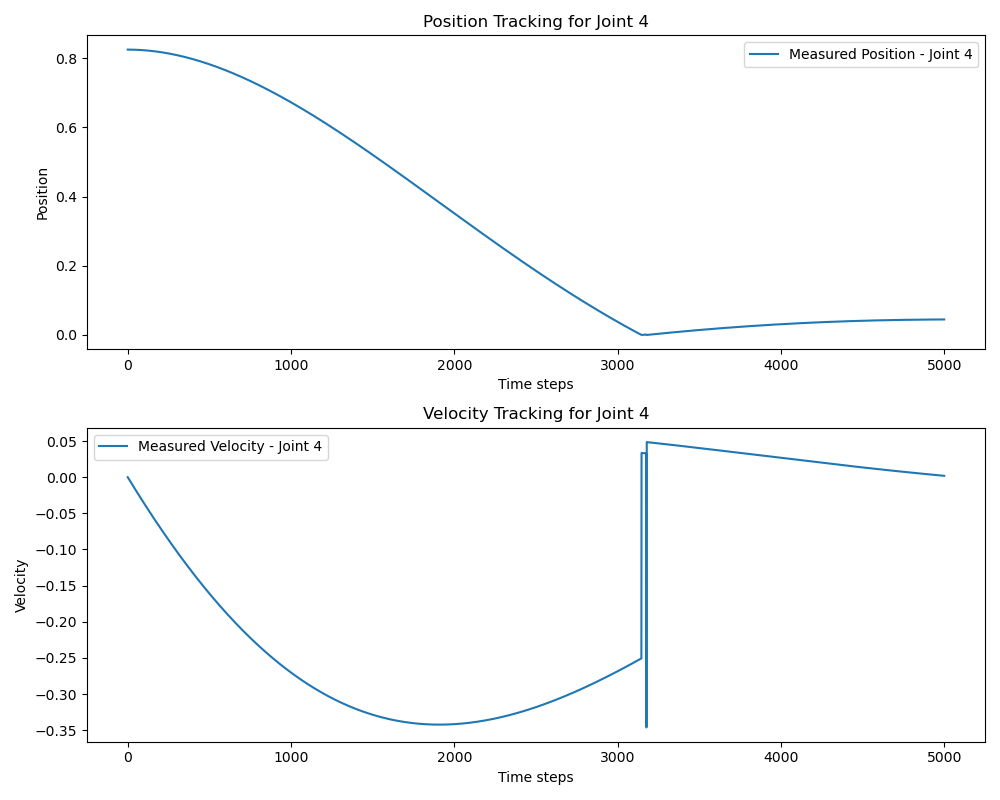 Position Tracking for Joint 4
Measured Position - Joint 4
Position
0.8
0.6
0.4
0.2
0.0
0 1000 2000 3000 4000 5000
Time steps
Velocity Tracking for Joint 4
Measured Velocity - Joint 4
Velocity
0.05
0.00
−0.05
−0.10
−0.15
−0.20
−0.25
−0.30
−0.35
0 1000 2000 3000 4000 5000
Time steps